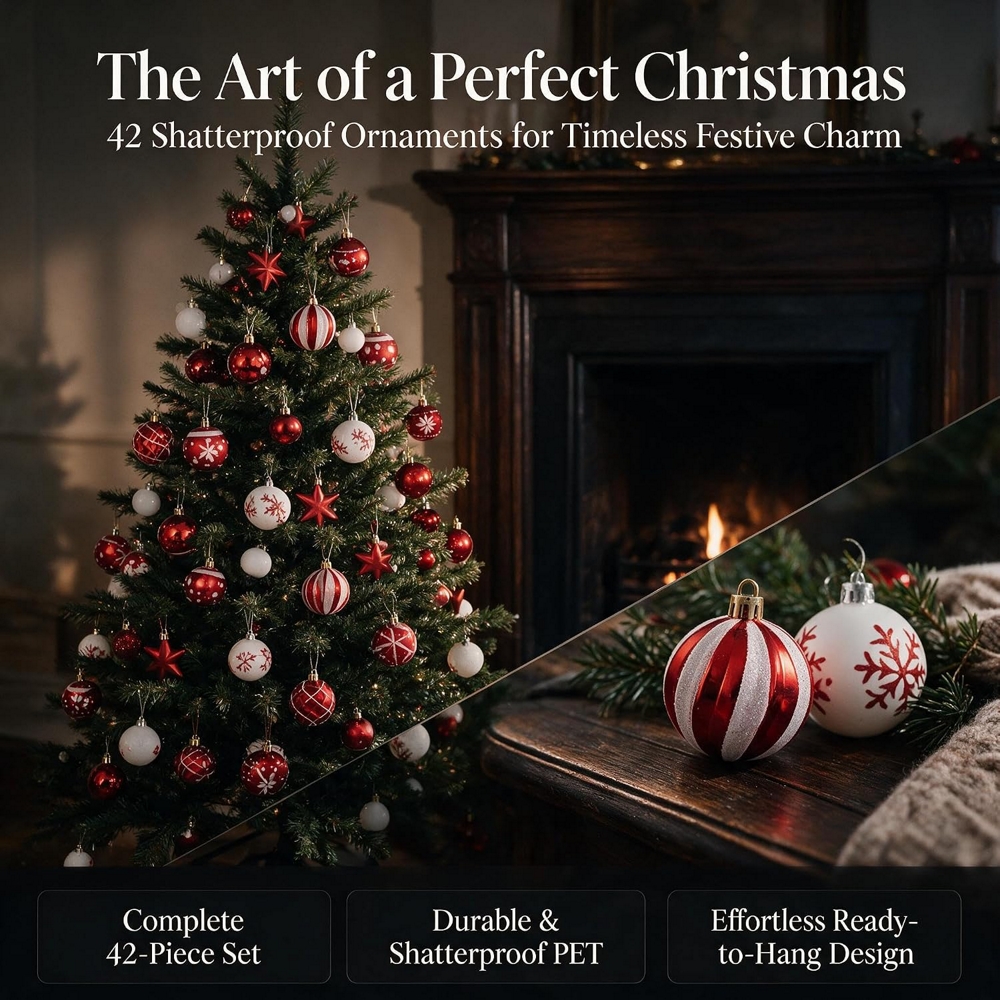 The Art of a Perfect Christmas
42 Shatterproof Ornaments for Timeless Festive Charm
Complete
42-Piece Set
Durable &
Shatterproof PET
Effortless Ready-
to-Hang Design